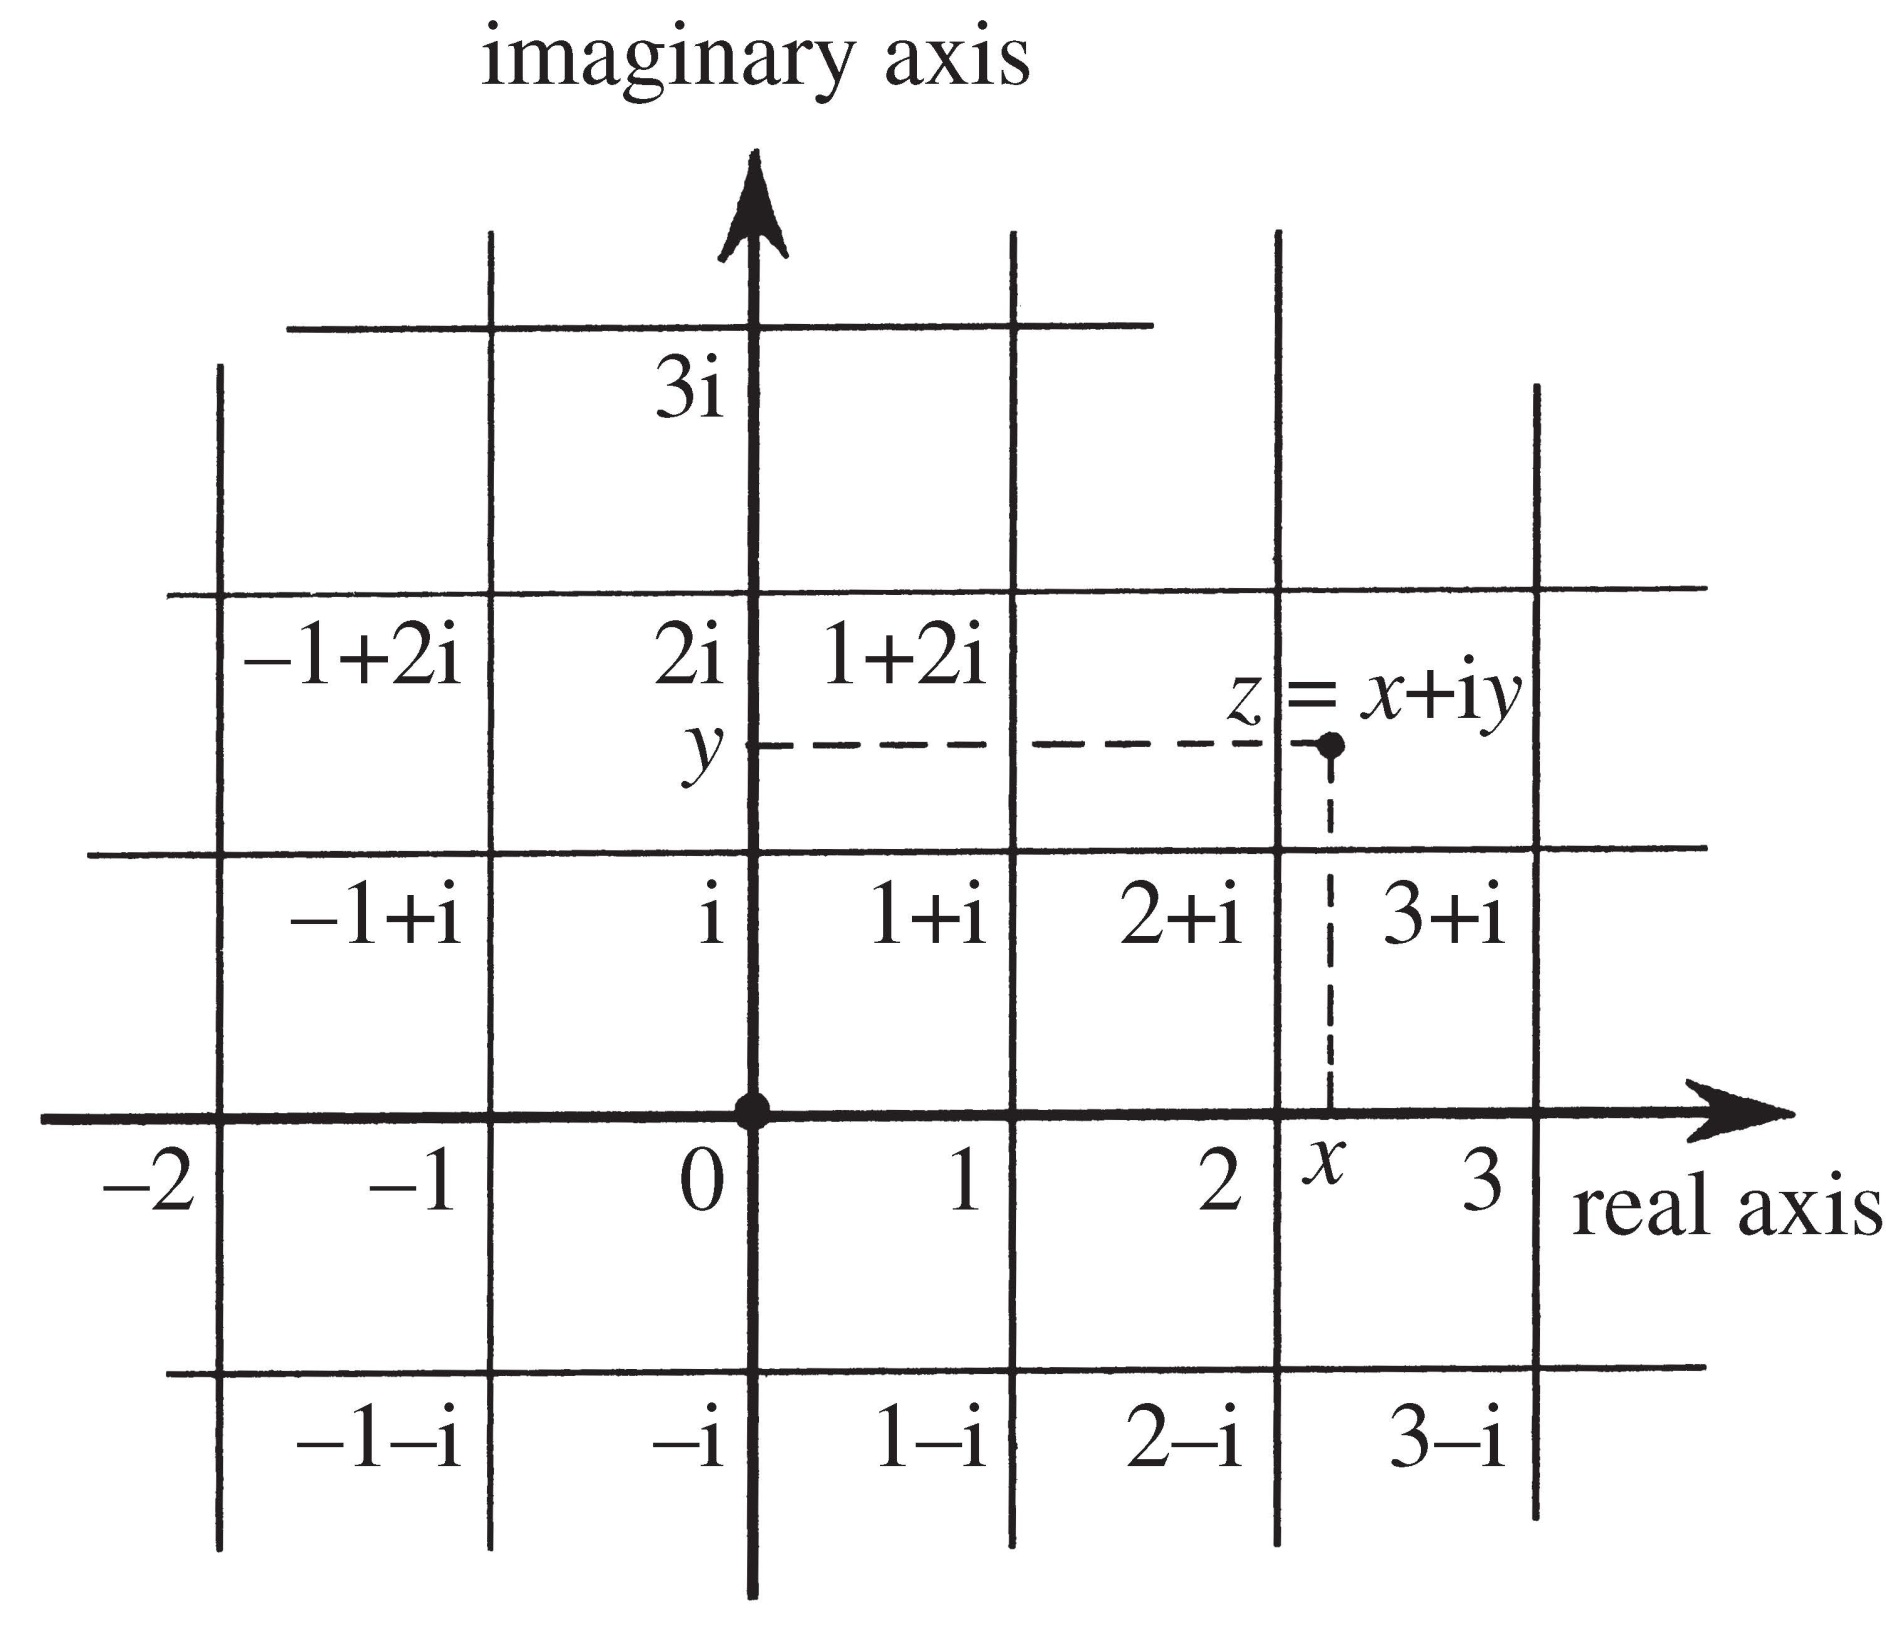 imaginary axis
3i
–1+2i 2i 1+2i
z = x+iy
y
–1+i i 1+i 2+i 3+i
–2 –1 0 1 2 x 3
real axis
–1–i –i 1–i 2–i 3–i